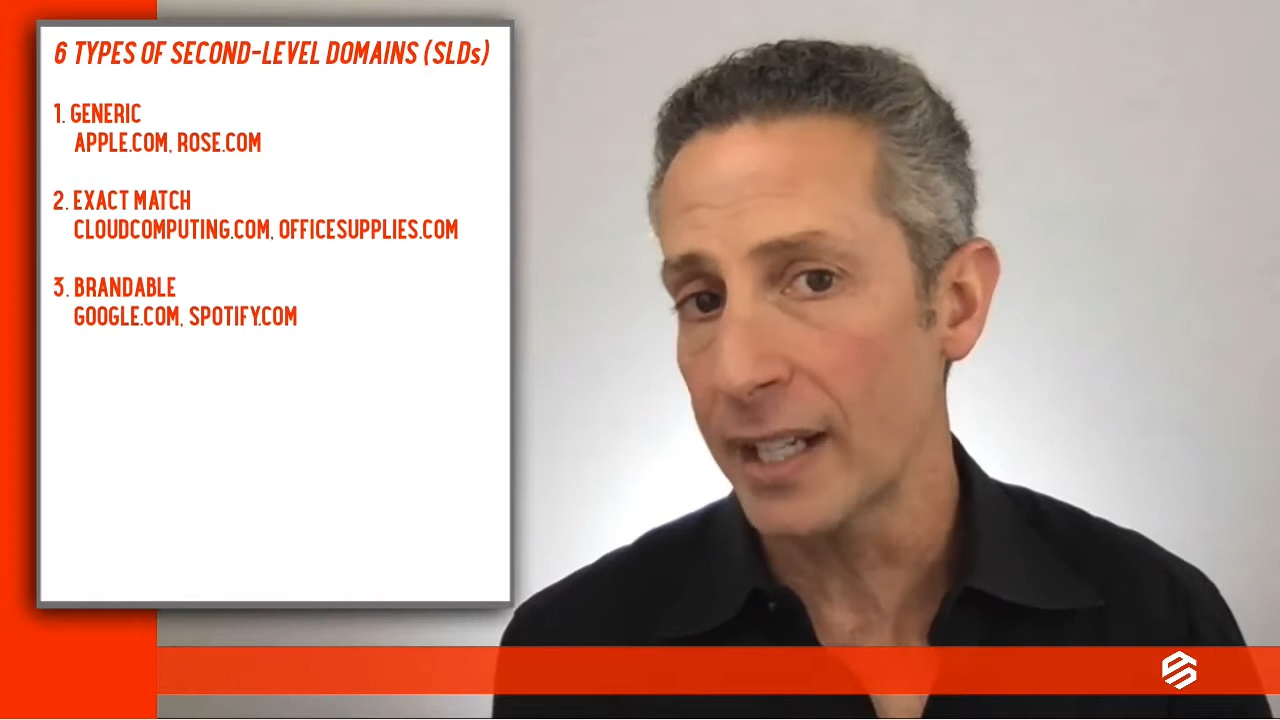 6 TYPES OF SECOND-LEVEL DOMAINS (SLDs)
1. GENERIC
APPLE.COM, ROSE.COM
2. EXACT MATCH
CLOUDCOMPUTING.COM, OFFICESUPPLIES.COM
3. BRANDABLE
GOOGLE.COM, SPOTIFY.COM